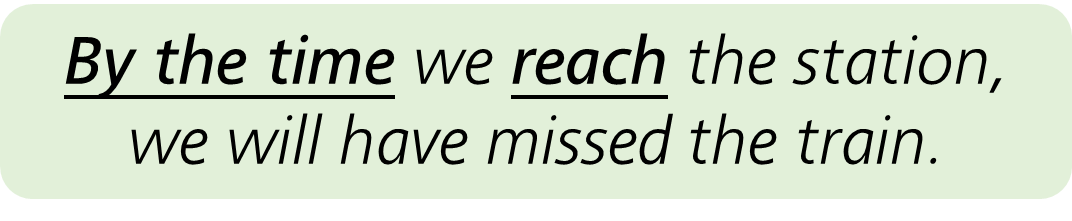 By the time we reach the station,
we will have missed the train.